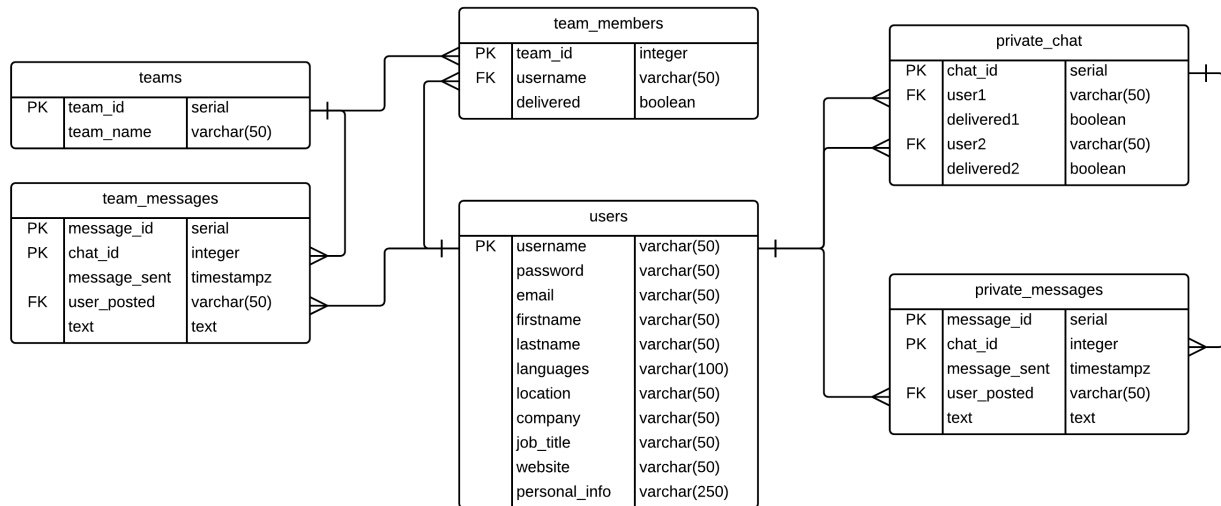 teams
PK team_id serial
team_name varchar(50)
team_messages
PK message_id serial
PK chat_id integer
message_sent timestampz
FK user_posted varchar(50)
text text
team_members
PK team_id integer
FK username varchar(50)
delivered boolean
users
PK username varchar(50)
password varchar(50)
email varchar(50)
firstname varchar(50)
lastname varchar(50)
languages varchar(100)
location varchar(50)
company varchar(50)
job_title varchar(50)
website varchar(50)
personal_info varchar(250)
private_chat
PK chat_id serial
FK user1 varchar(50)
delivered1 boolean
FK user2 varchar(50)
delivered2 boolean
private_messages
PK message_id serial
PK chat_id integer
message_sent timestampz
FK user_posted varchar(50)
text text